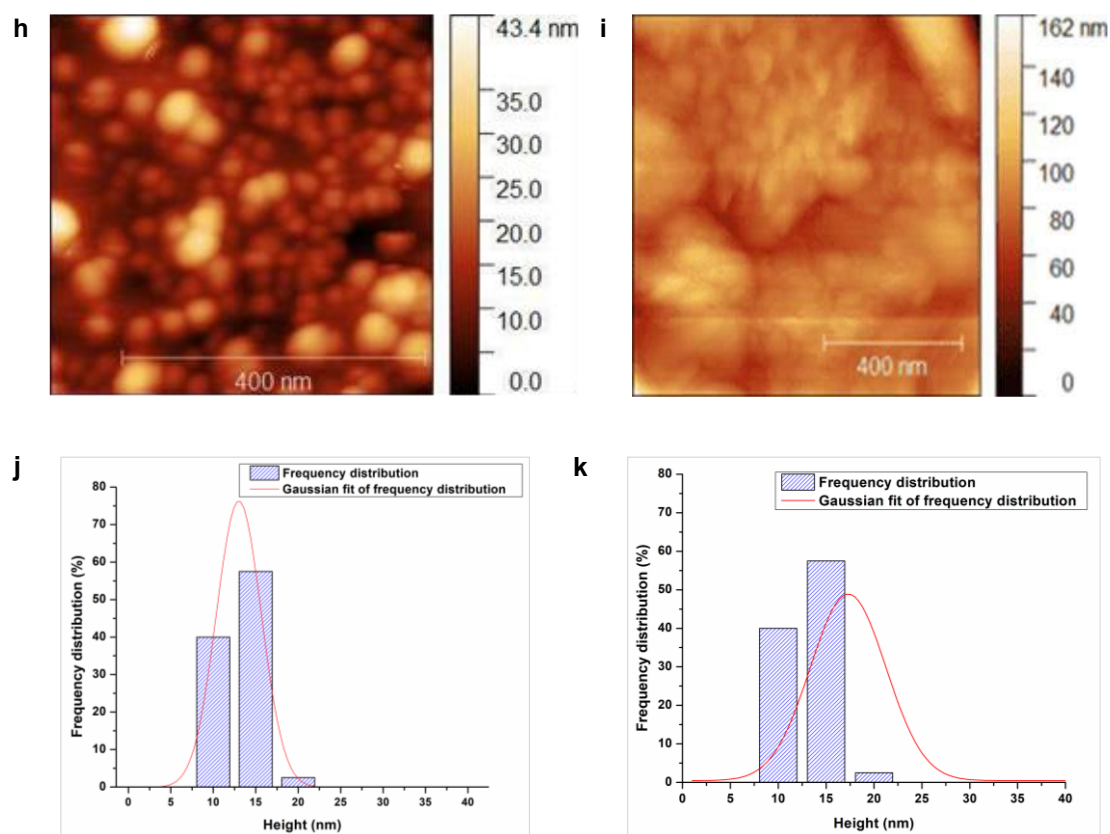 h
43.4 nm
35.0
30.0
25.0
20.0
15.0
10.0
0.0
400 nm
i
162 nm
140
120
100
80
60
40
0
400 nm
j
Frequency distribution
Gaussian fit of frequency distribution
Frequency distribution (%)
80
70
60
50
40
30
20
10
0
0 5 10 15 20 25 30 35 40
Height (nm)
k
Frequency distribution
Gaussian fit of frequency distribution
Frequency distribution (%)
80
70
60
50
40
30
20
10
0
0 5 10 15 20 25 30 35 40
Height (nm)